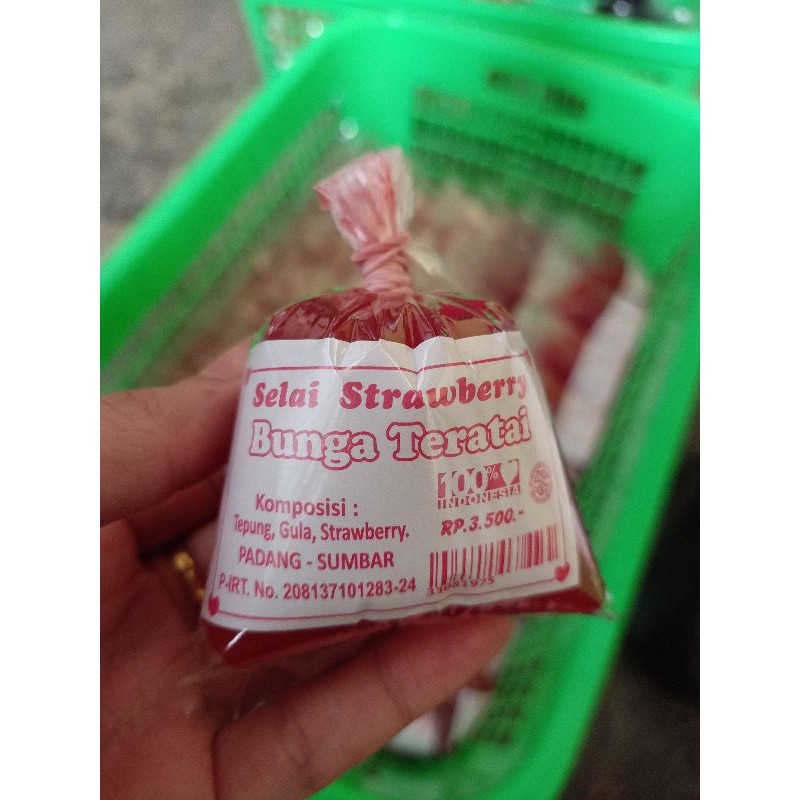 Selai Strawberry
Bunga Teratai
100%
INDONESIA
Komposisi :
Tepung, Gula, Strawberry.
RP.3.500.-
PADANG - SUMBAR
P-IRT. No. 208137101283-24
33081975